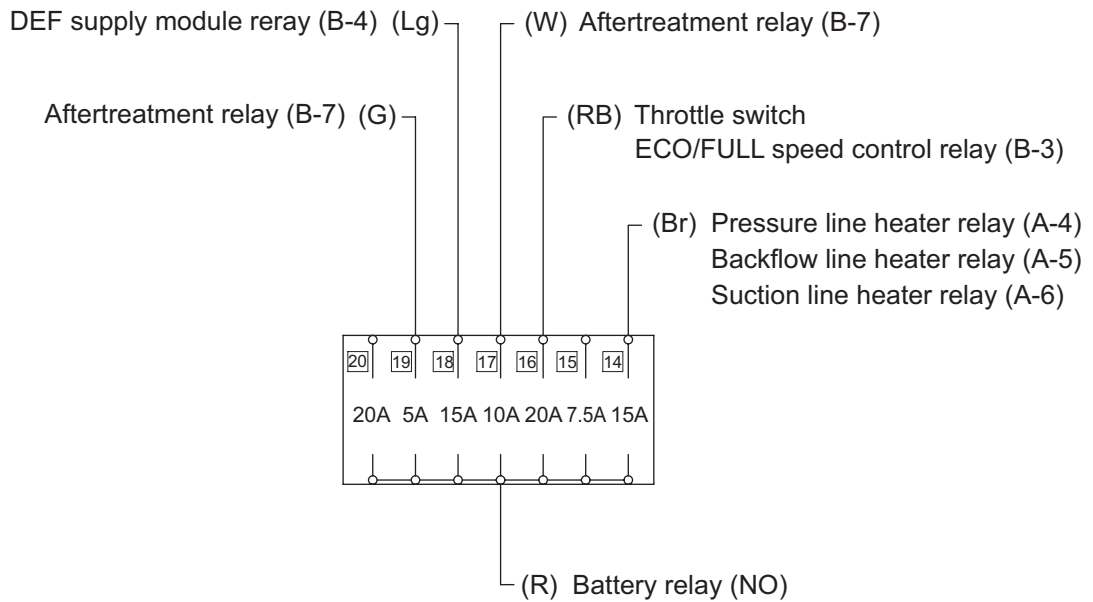 DEF supply module reray (B-4) (Lg)
(W) Aftertreatment relay (B-7)
Aftertreatment relay (B-7) (G)
(RB) Throttle switch
ECO/FULL speed control relay (B-3)
(Br) Pressure line heater relay (A-4)
Backflow line heater relay (A-5)
Suction line heater relay (A-6)
20 19 18 17 16 15 14
20A 5A 15A 10A 20A 7.5A 15A
(R) Battery relay (NO)